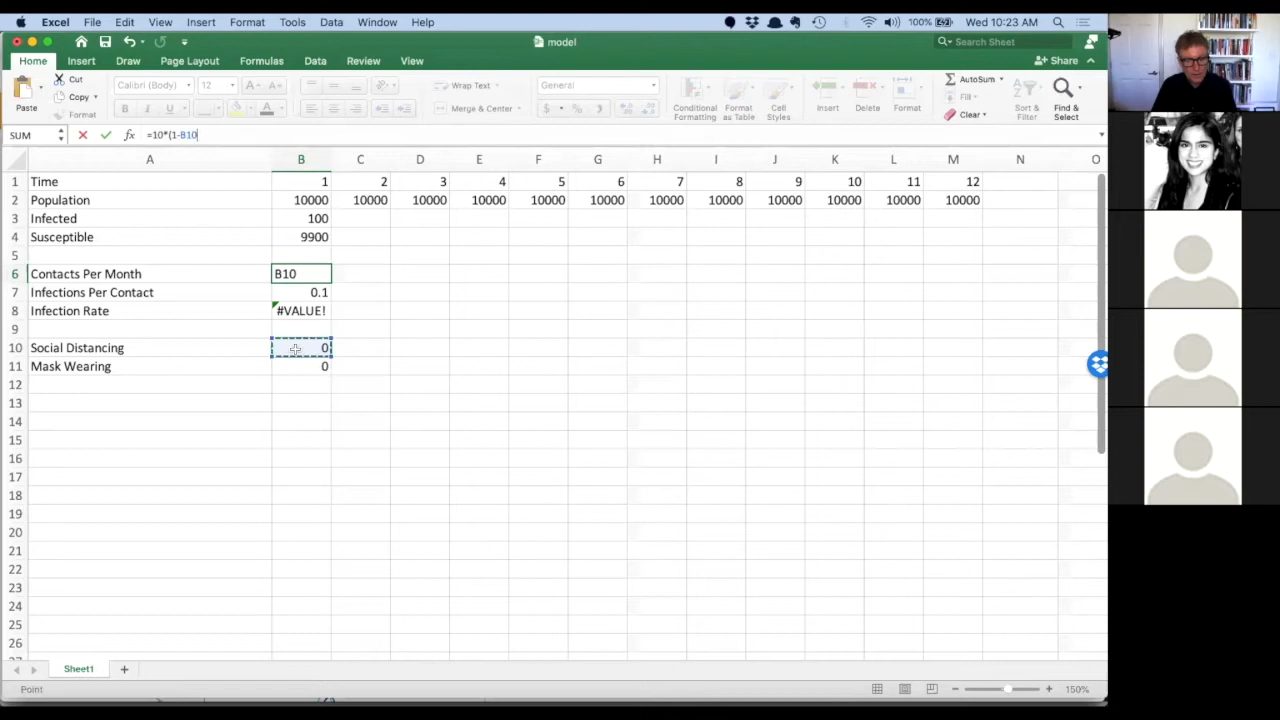 Excel File Edit View Insert Format Tools Data Window Help 100% Wed 10:23 AM
model
Search Sheet
Home Insert Draw Page Layout Formulas Data Review View Share
Paste Cut Copy Format
Calibri (Body) 12
B I U A A
Wrap Text
Merge & Center
General
$ % )
Conditional Formatting
Format as Table
Cell Styles
Insert Delete Format
AutoSum
Fill
Clear
Sort & Filter
Find & Select
SUM fx =10*(1-B10
A B C D E F G H I J K L M N O
1 Time 1 2 3 4 5 6 7 8 9 10 11 12
2 Population 10000 10000 10000 10000 10000 10000 10000 10000 10000 10000 10000 10000
3 Infected 100
4 Susceptible 9900
5
6 Contacts Per Month B10
7 Infections Per Contact 0.1
8 Infection Rate #VALUE!
9
10 Social Distancing 0
11 Mask Wearing 0
12
13
14
15
16
17
18
19
20
21
22
23
24
25
26
Sheet1 +
Point 150%